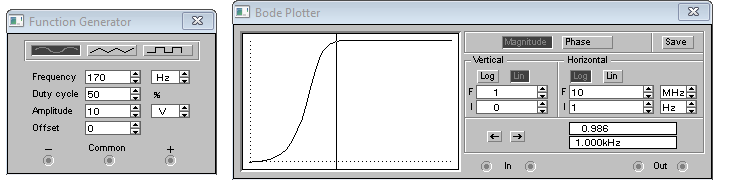 Function Generator
Frequency 170 Hz
Duty cycle 50 %
Amplitude 10 V
Offset 0
− Common +
Bode Plotter
Magnitude Phase Save
Vertical Horizontal
Log Lin Log Lin
F 1 F 10 MHz
I 0 I 1 Hz
0.986
1.000kHz
In Out